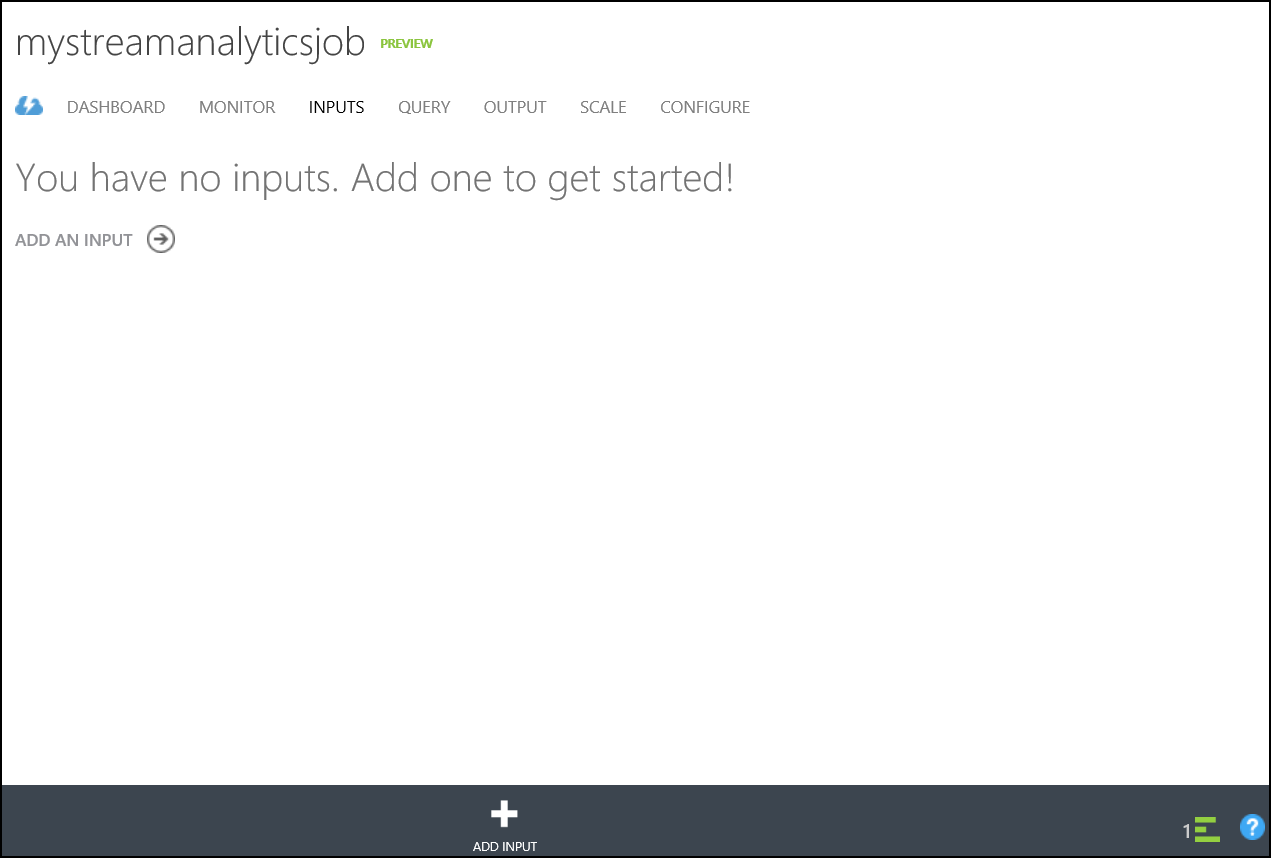 mystreamanalyticsjob PREVIEW
DASHBOARD MONITOR INPUTS QUERY OUTPUT SCALE CONFIGURE
You have no inputs. Add one to get started!
ADD AN INPUT
1 ?
ADD INPUT